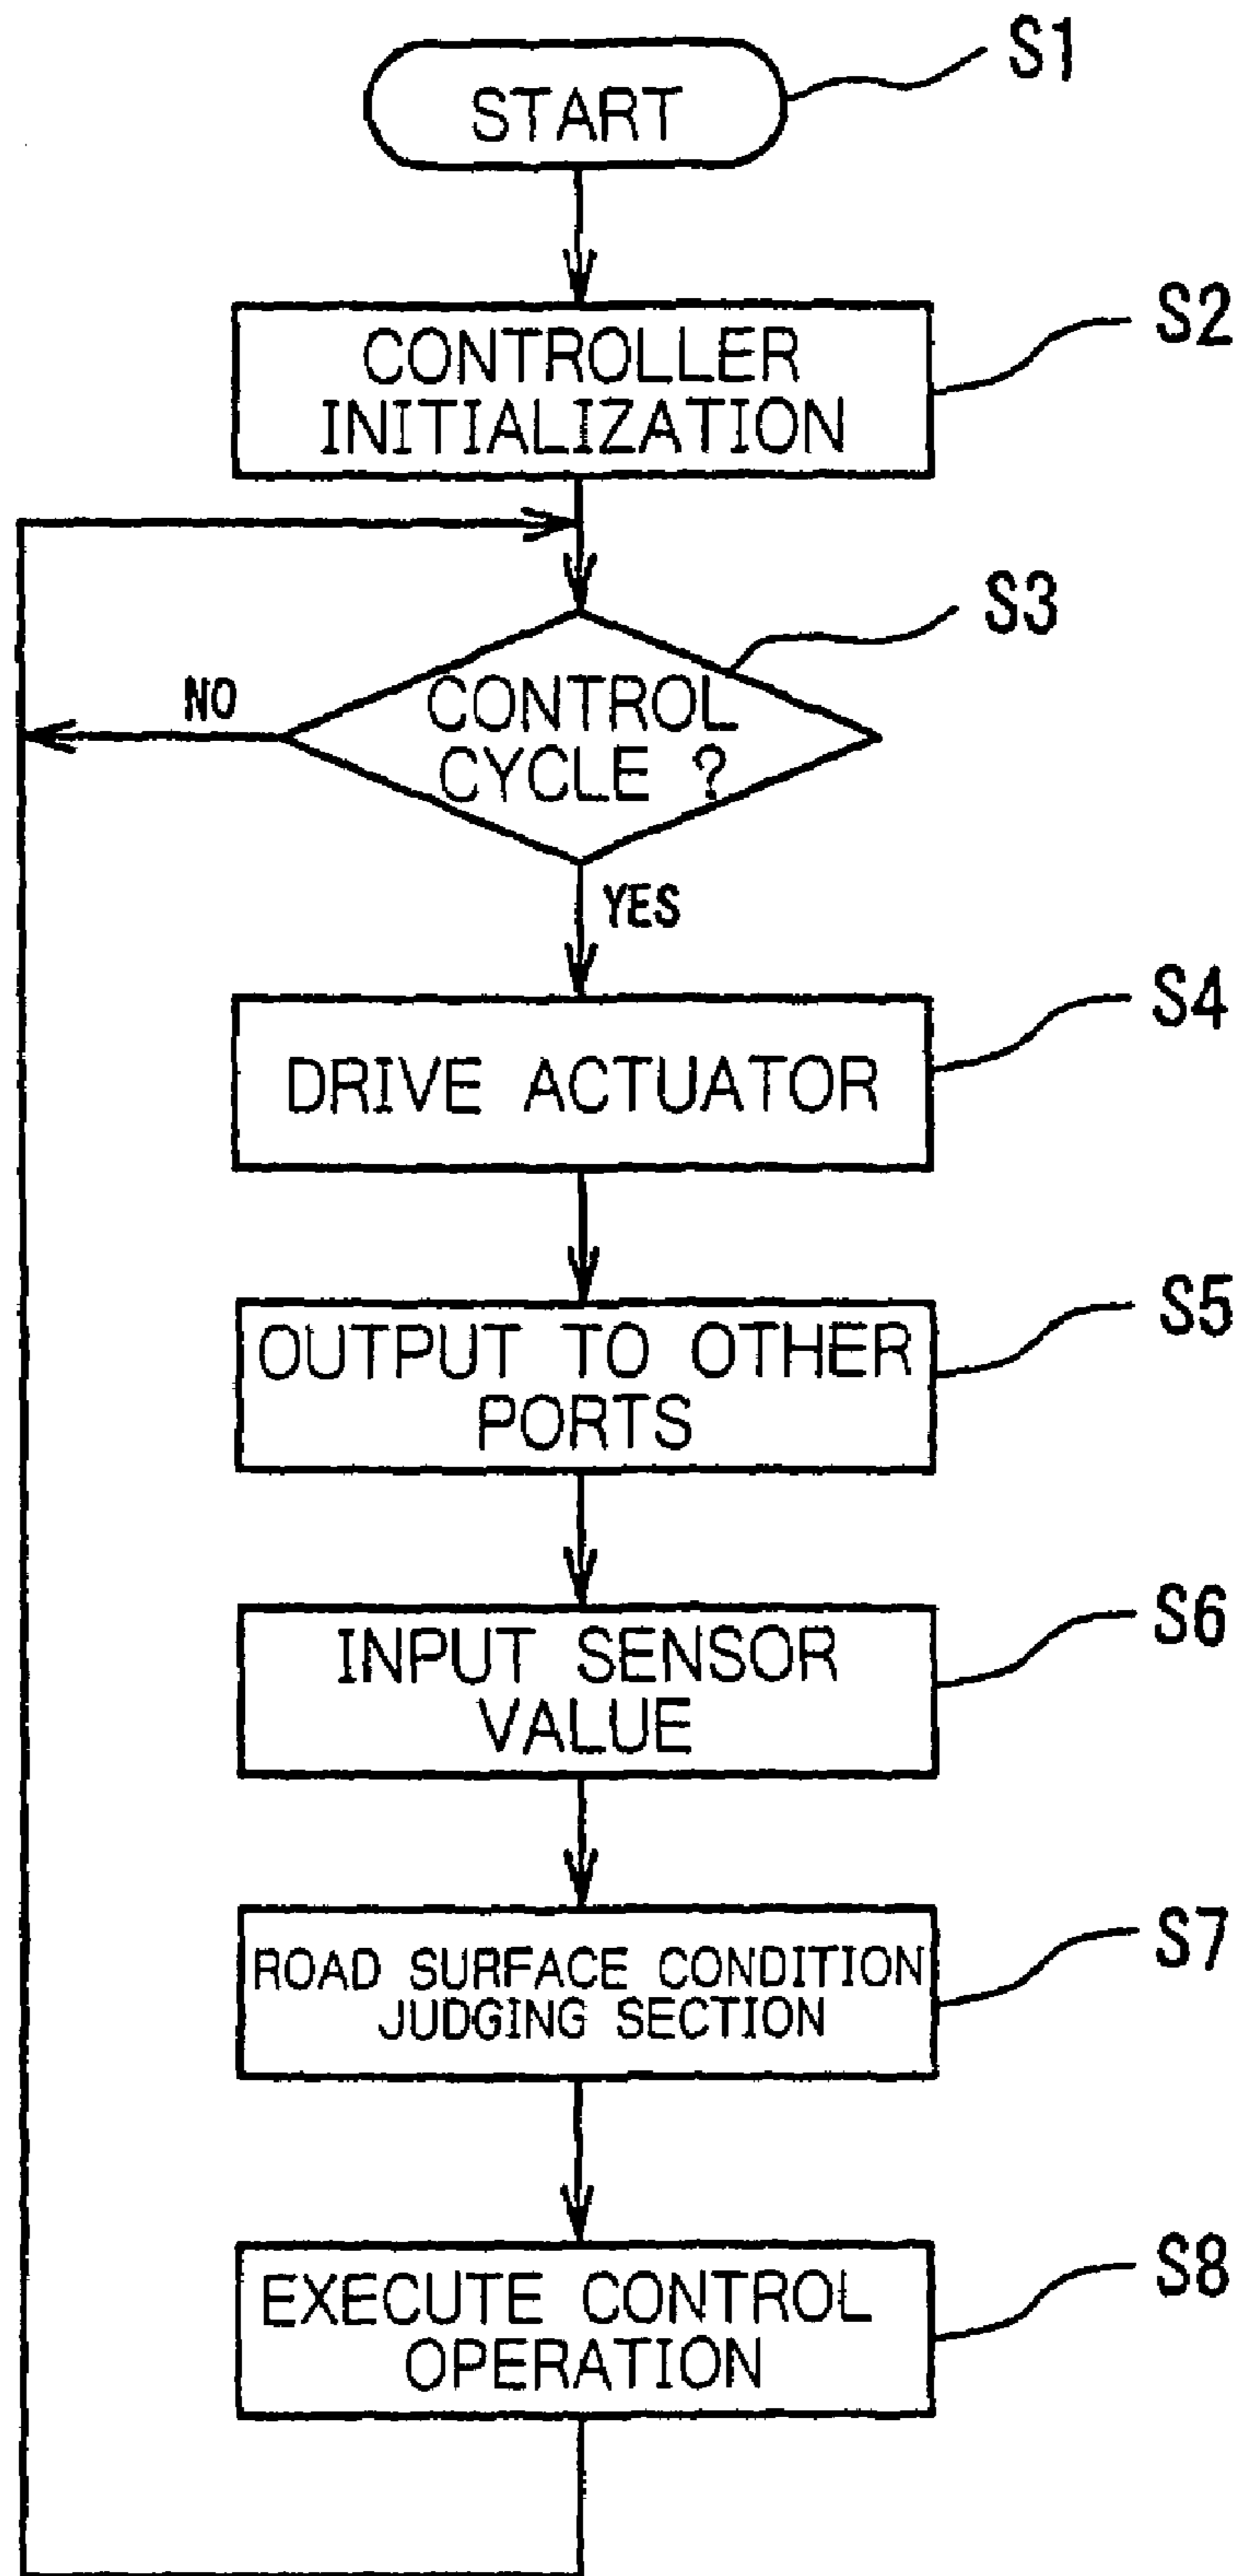 START
S1
CONTROLLER
INITIALIZATION
S2
CONTROL
CYCLE ?
S3
NO
YES
DRIVE ACTUATOR
S4
OUTPUT TO OTHER
PORTS
S5
INPUT SENSOR
VALUE
S6
ROAD SURFACE CONDITION
JUDGING SECTION
S7
EXECUTE CONTROL
OPERATION
S8